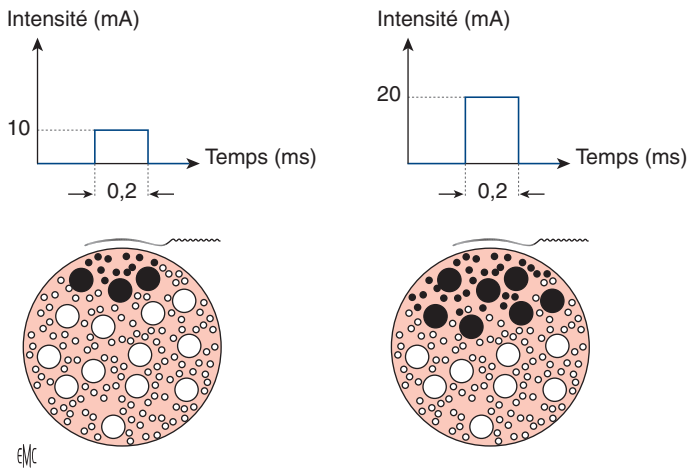 Intensité (mA)
10
Temps (ms)
0,2
Intensité (mA)
20
Temps (ms)
0,2
EMC